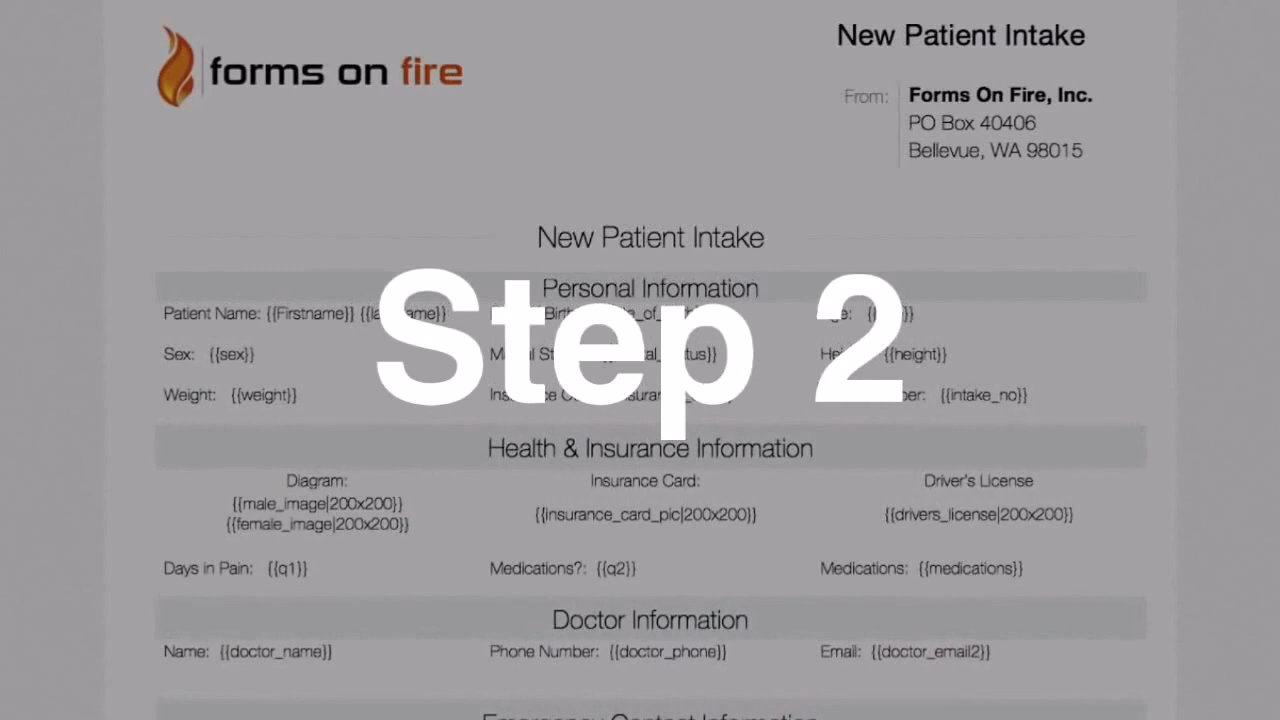 forms on fire
New Patient Intake
From: Forms On Fire, Inc.
PO Box 40406
Bellevue, WA 98015
New Patient Intake
Personal Information
Step 2
Patient Name: {{Firstname}}
Sex: {{sex}}
{{height}}
Weight: {{weight}}
{{intake_no}}
Health & Insurance Information
Diagram: Insurance Card: Driver's License
{{male_image|200x200}}
{{female_image|200x200}}
{{insurance_card_pic|200x200}} {{drivers_license|200x200}}
Days in Pain: {{q1}} Medications?: {{q2}} Medications: {{medications}}
Doctor Information
Name: {{doctor_name}} Phone Number: {{doctor_phone}} Email: {{doctor_email2}}
Emergency Contact Information